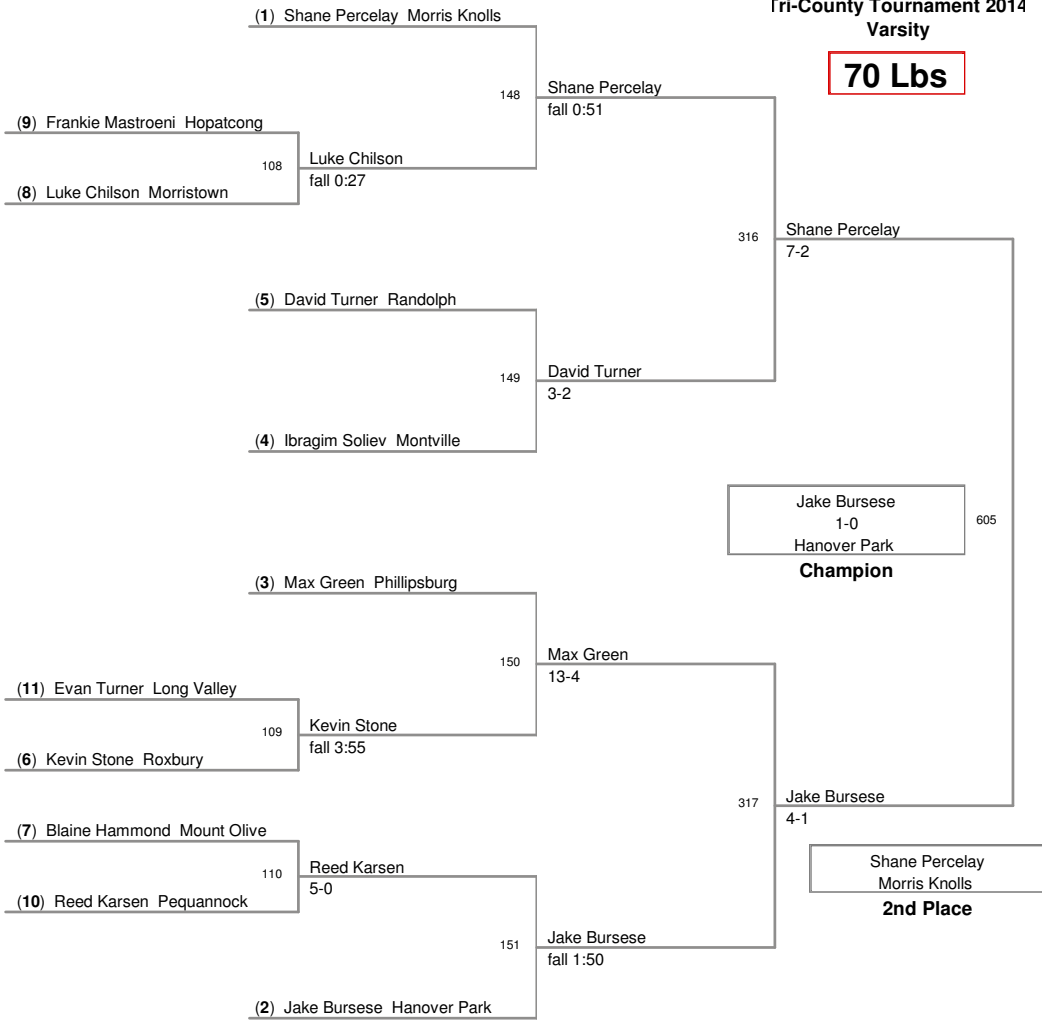 Tri-County Tournament 2014
Varsity
70 Lbs
(1) Shane Percelay Morris Knolls
148
Shane Percelay
fall 0:51
(9) Frankie Mastroeni Hopatcong
108
Luke Chilson
fall 0:27
(8) Luke Chilson Morristown
316
Shane Percelay
7-2
(5) David Turner Randolph
149
David Turner
3-2
(4) Ibragim Soliev Montville
Jake Bursese
1-0
Hanover Park
605
Champion
(3) Max Green Phillipsburg
150
Max Green
13-4
(11) Evan Turner Long Valley
109
Kevin Stone
fall 3:55
(6) Kevin Stone Roxbury
317
Jake Bursese
4-1
(7) Blaine Hammond Mount Olive
110
Reed Karsen
5-0
(10) Reed Karsen Pequannock
Shane Percelay
Morris Knolls
2nd Place
151
Jake Bursese
fall 1:50
(2) Jake Bursese Hanover Park